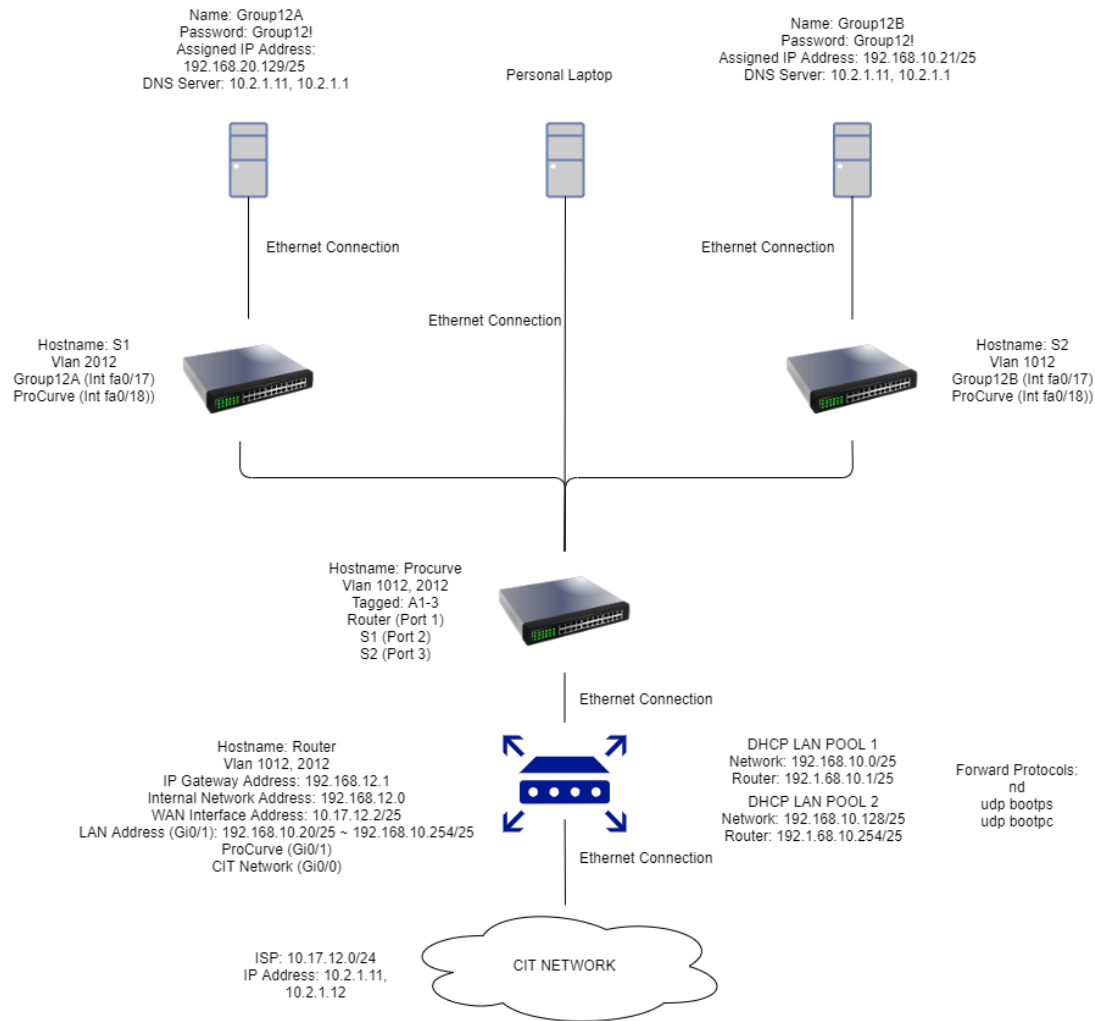 Name: Group12A
Password: Group12!
Assigned IP Address:
192.168.20.129/25
DNS Server: 10.2.1.11, 10.2.1.1
Personal Laptop
Name: Group12B
Password: Group12!
Assigned IP Address: 192.168.10.21/25
DNS Server: 10.2.1.11, 10.2.1.1
Ethernet Connection
Ethernet Connection
Ethernet Connection
Hostname: S1
Vlan 2012
Group12A (Int fa0/17)
ProCurve (Int fa0/18))
Hostname: S2
Vlan 1012
Group12B (Int fa0/17)
ProCurve (Int fa0/18))
Hostname: Procurve
Vlan 1012, 2012
Tagged: A1-3
Router (Port 1)
S1 (Port 2)
S2 (Port 3)
Ethernet Connection
Hostname: Router
Vlan 1012, 2012
IP Gateway Address: 192.168.12.1
Internal Network Address: 192.168.12.0
WAN Interface Address: 10.17.12.2/25
LAN Address (Gi0/1): 192.168.10.20/25 ~ 192.168.10.254/25
ProCurve (Gi0/1)
CIT Network (Gi0/0)
DHCP LAN POOL 1
Network: 192.168.10.0/25
Router: 192.1.68.10.1/25
DHCP LAN POOL 2
Network: 192.168.10.128/25
Router: 192.1.68.10.254/25
Forward Protocols:
nd
udp bootps
udp bootpc
Ethernet Connection
ISP: 10.17.12.0/24
IP Address: 10.2.1.11,
10.2.1.12
CIT NETWORK